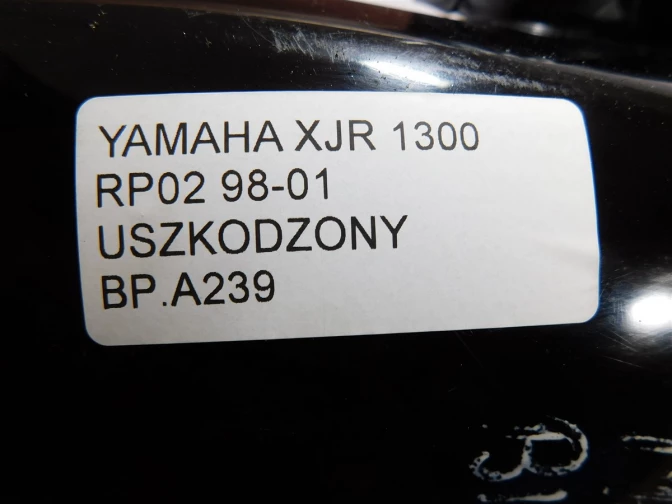 YAMAHA XJR 1300
RP02 98-01
USZKODZONY
BP.A239